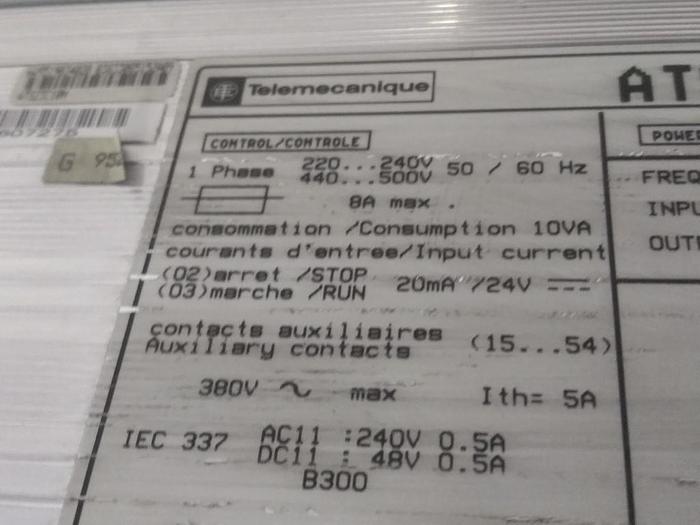 607275
G 95
Telemecanique
AT
CONTROL/CONTROLE
1 Phase 220...240V 50 / 60 Hz
440...500V
8A max .
consommation /Consumption 10VA
courants d'entree/Input current
(02)arret /STOP 20mA /24V
(03)marche /RUN
contacts auxiliaires (15...54)
Auxiliary contacts
380V ~ max Ith= 5A
IEC 337 AC11 :240V 0.5A
DC11 : 48V 0.5A
B300
POWE
FREQ
INPU
OUT